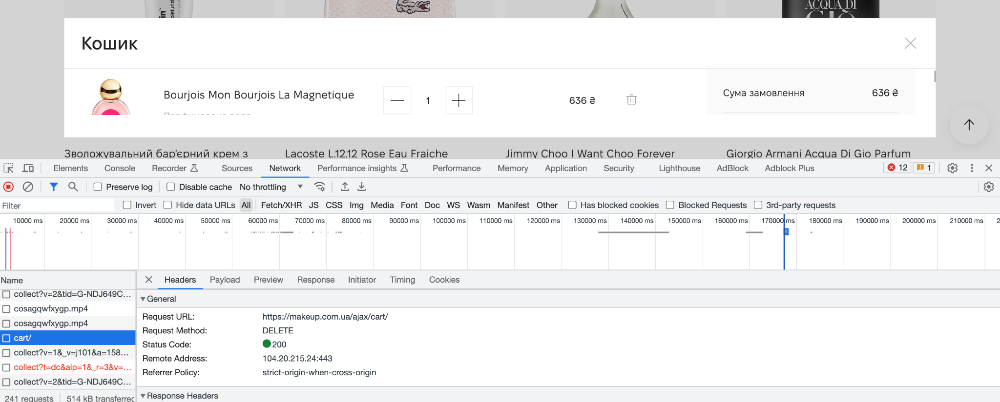 in™
ACQUA DI
GIÒ
Кошик
Bourjois Mon Bourjois La Magnetique
1
636 ₴
Сума замовлення 636 ₴
Зволожувальний бар'єрний крем з
Lacoste L.12.12 Rose Eau Fraiche
Jimmy Choo I Want Choo Forever
Giorgio Armani Acqua Di Gio Parfum
Elements Console Recorder Sources Network Performance insights Performance Memory Application Security Lighthouse AdBlock Adblock Plus 12 1
Preserve log Disable cache No throttling
Filter Invert Hide data URLs All Fetch/XHR JS CSS Img Media Font Doc WS Wasm Manifest Other Has blocked cookies Blocked Requests 3rd-party requests
10000 ms 20000 ms 30000 ms 40000 ms 50000 ms 60000 ms 70000 ms 80000 ms 90000 ms 100000 ms 110000 ms 120000 ms 130000 ms 140000 ms 150000 ms 160000 ms 170000 ms 180000 ms 190000 ms 200000 ms 210000 ms 2
Name
collect?v=2&tid=G-NDJ649C…
cosagqwfxygp.mp4
cosagqwfxygp.mp4
cart/
collect?v=1&_v=j101&a=158…
collect?t=dc&aip=1&_r=3&v=…
collect?v=2&tid=G-NDJ649C…
241 requests 514 kB transferred
Headers Payload Preview Response Initiator Timing Cookies
General
Request URL: https://makeup.com.ua/ajax/cart/
Request Method: DELETE
Status Code: 200
Remote Address: 104.20.215.24:443
Referrer Policy: strict-origin-when-cross-origin
Response Headers